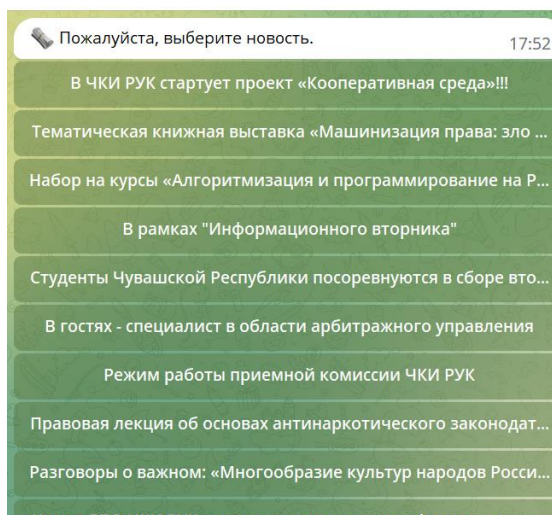 Пожалуйста, выберите новость.
17:52
В ЧКИ РУК стартует проект «Кооперативная среда»!!!
Тематическая книжная выставка «Машинизация права: зло ...
Набор на курсы «Алгоритмизация и программирование на Р...
В рамках "Информационного вторника"
Студенты Чувашской Республики посоревнуются в сборе вто...
В гостях - специалист в области арбитражного управления
Режим работы приемной комиссии ЧКИ РУК
Правовая лекция об основах антинаркотического законодат...
Разговоры о важном: «Многообразие культур народов Росси...